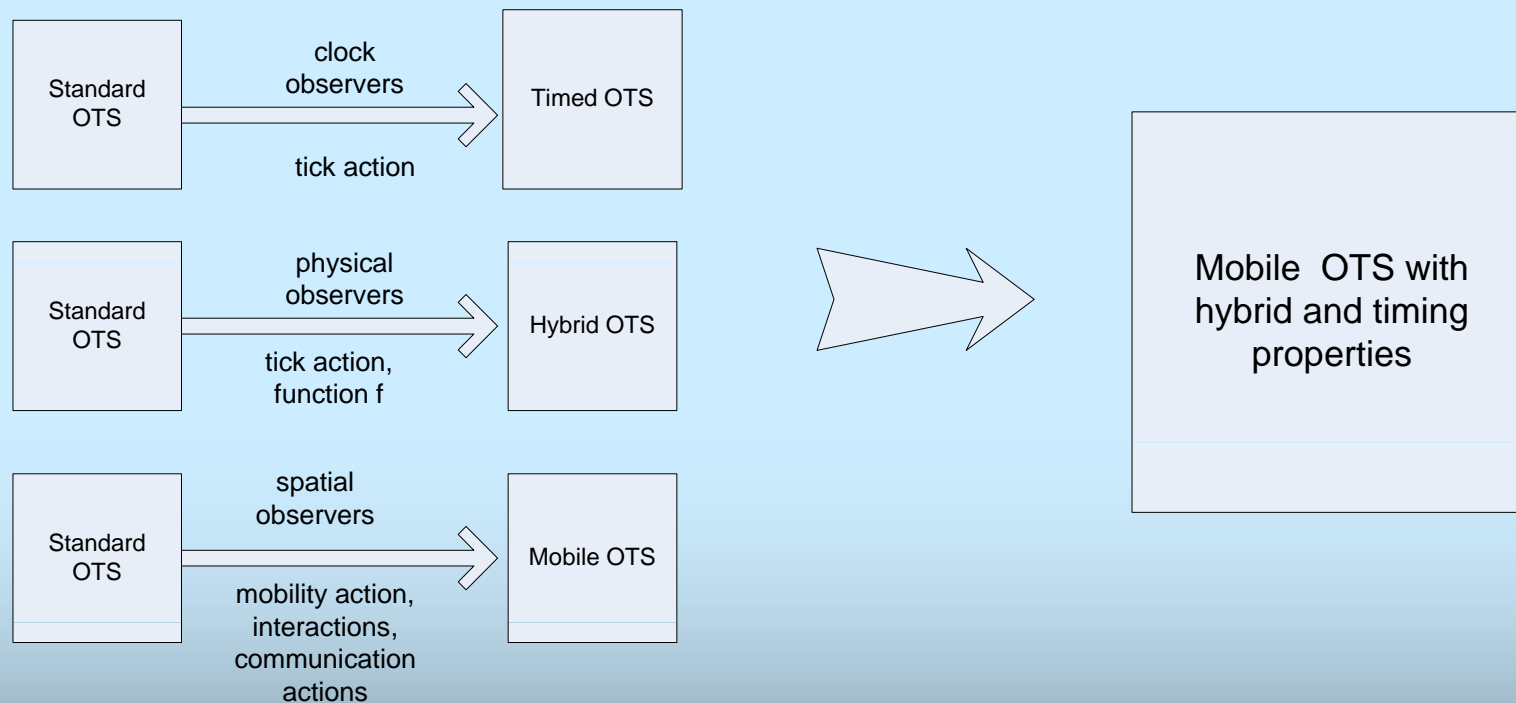 Standard
OTS
clock
observers
tick action
Timed OTS
Standard
OTS
physical
observers
tick action,
function f
Hybrid OTS
Standard
OTS
spatial
observers
mobility action,
interactions,
communication
actions
Mobile OTS
Mobile OTS with
hybrid and timing
properties